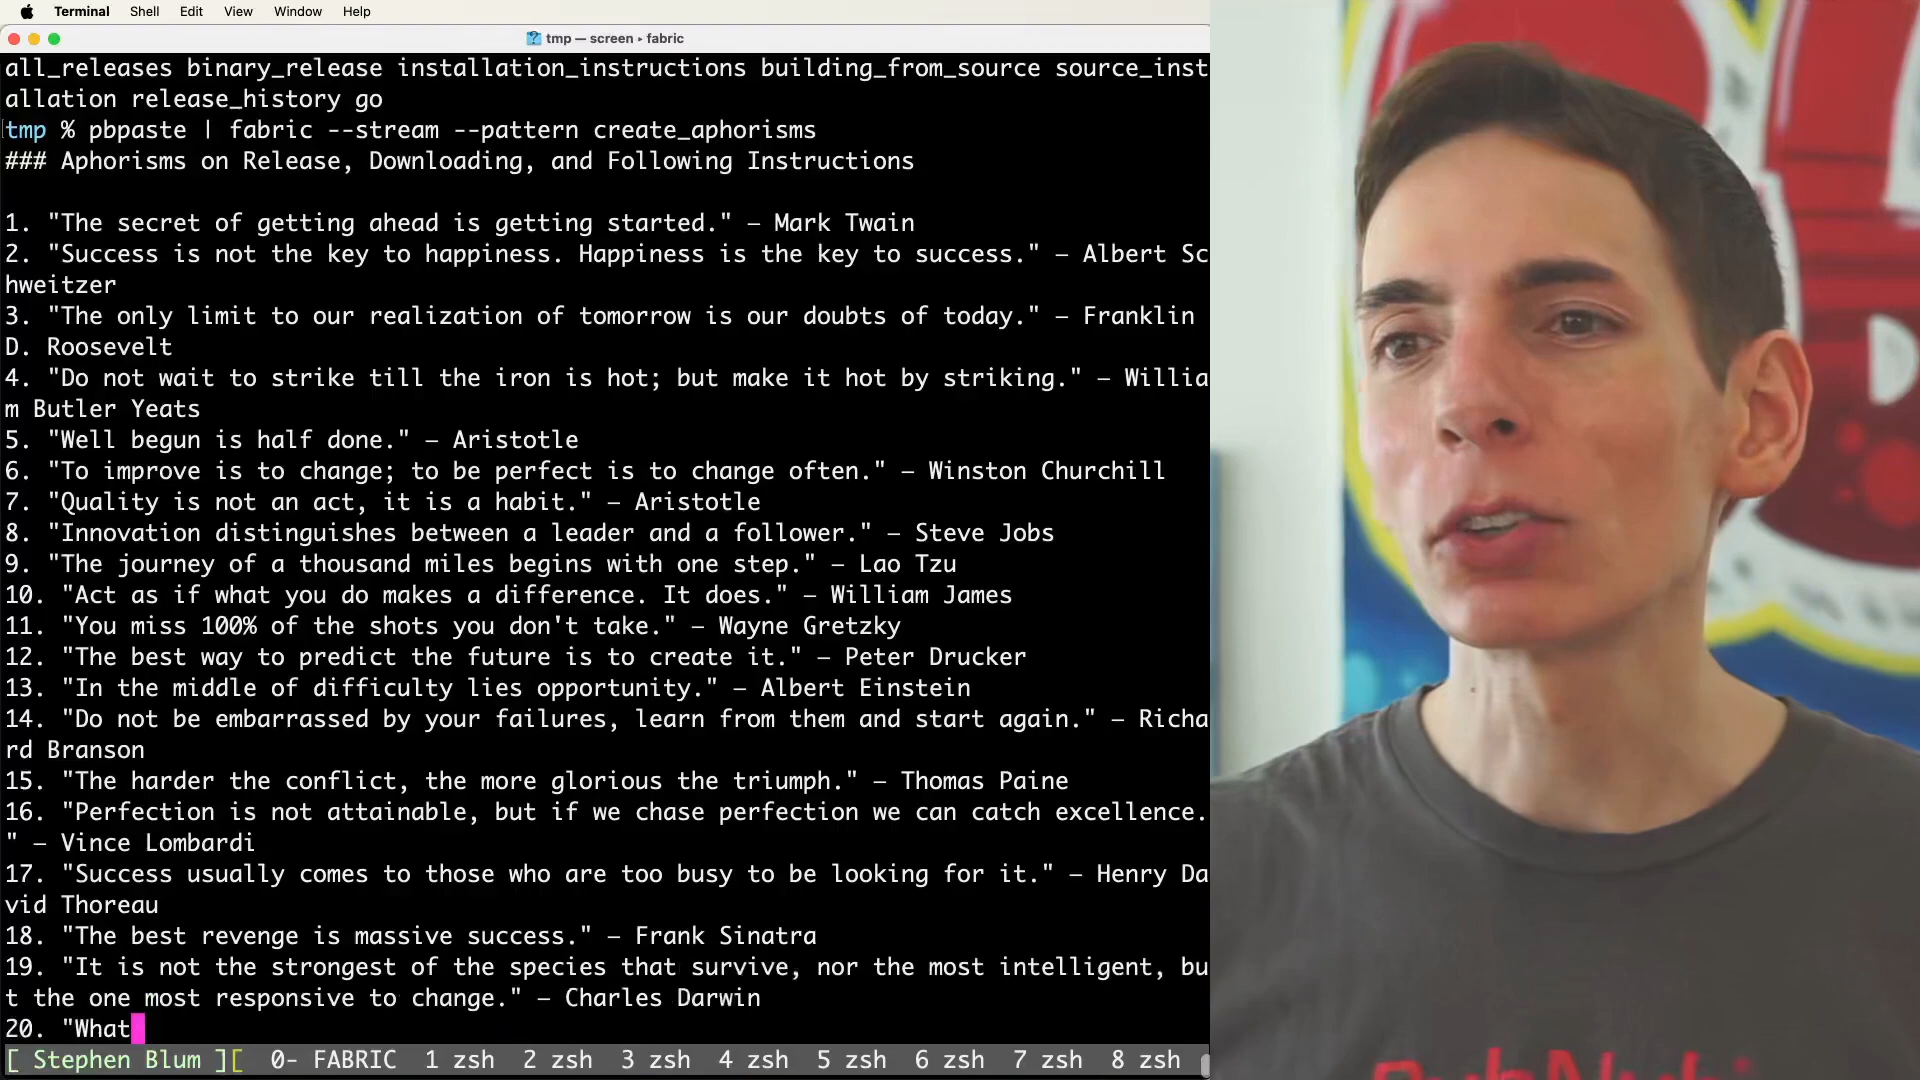 Terminal Shell Edit View Window Help
tmp — screen ▸ fabric
all_releases binary_release installation_instructions building_from_source source_inst
allation release_history go
tmp % pbpaste | fabric --stream --pattern create_aphorisms
### Aphorisms on Release, Downloading, and Following Instructions
1. "The secret of getting ahead is getting started." — Mark Twain
2. "Success is not the key to happiness. Happiness is the key to success." — Albert Sc
hweitzer
3. "The only limit to our realization of tomorrow is our doubts of today." — Franklin
D. Roosevelt
4. "Do not wait to strike till the iron is hot; but make it hot by striking." — Willia
m Butler Yeats
5. "Well begun is half done." — Aristotle
6. "To improve is to change; to be perfect is to change often." — Winston Churchill
7. "Quality is not an act, it is a habit." — Aristotle
8. "Innovation distinguishes between a leader and a follower." — Steve Jobs
9. "The journey of a thousand miles begins with one step." — Lao Tzu
10. "Act as if what you do makes a difference. It does." — William James
11. "You miss 100% of the shots you don't take." — Wayne Gretzky
12. "The best way to predict the future is to create it." — Peter Drucker
13. "In the middle of difficulty lies opportunity." — Albert Einstein
14. "Do not be embarrassed by your failures, learn from them and start again." — Richa
rd Branson
15. "The harder the conflict, the more glorious the triumph." — Thomas Paine
16. "Perfection is not attainable, but if we chase perfection we can catch excellence.
" — Vince Lombardi
17. "Success usually comes to those who are too busy to be looking for it." — Henry Da
vid Thoreau
18. "The best revenge is massive success." — Frank Sinatra
19. "It is not the strongest of the species that survive, nor the most intelligent, bu
t the one most responsive to change." — Charles Darwin
20. "What
[ Stephen Blum ][ 0- FABRIC 1 zsh 2 zsh 3 zsh 4 zsh 5 zsh 6 zsh 7 zsh 8 zsh